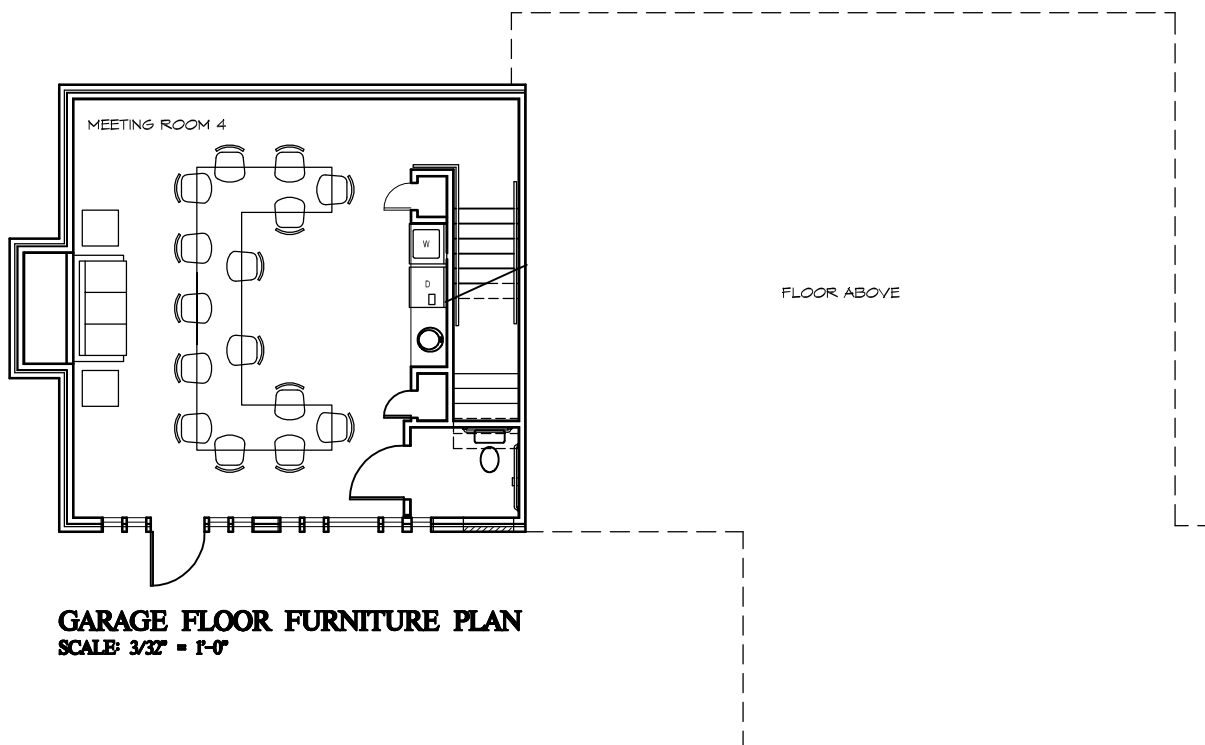 MEETING ROOM 4
W
D
FLOOR ABOVE
GARAGE FLOOR FURNITURE PLAN
SCALE: 3/32" = 1'-0"